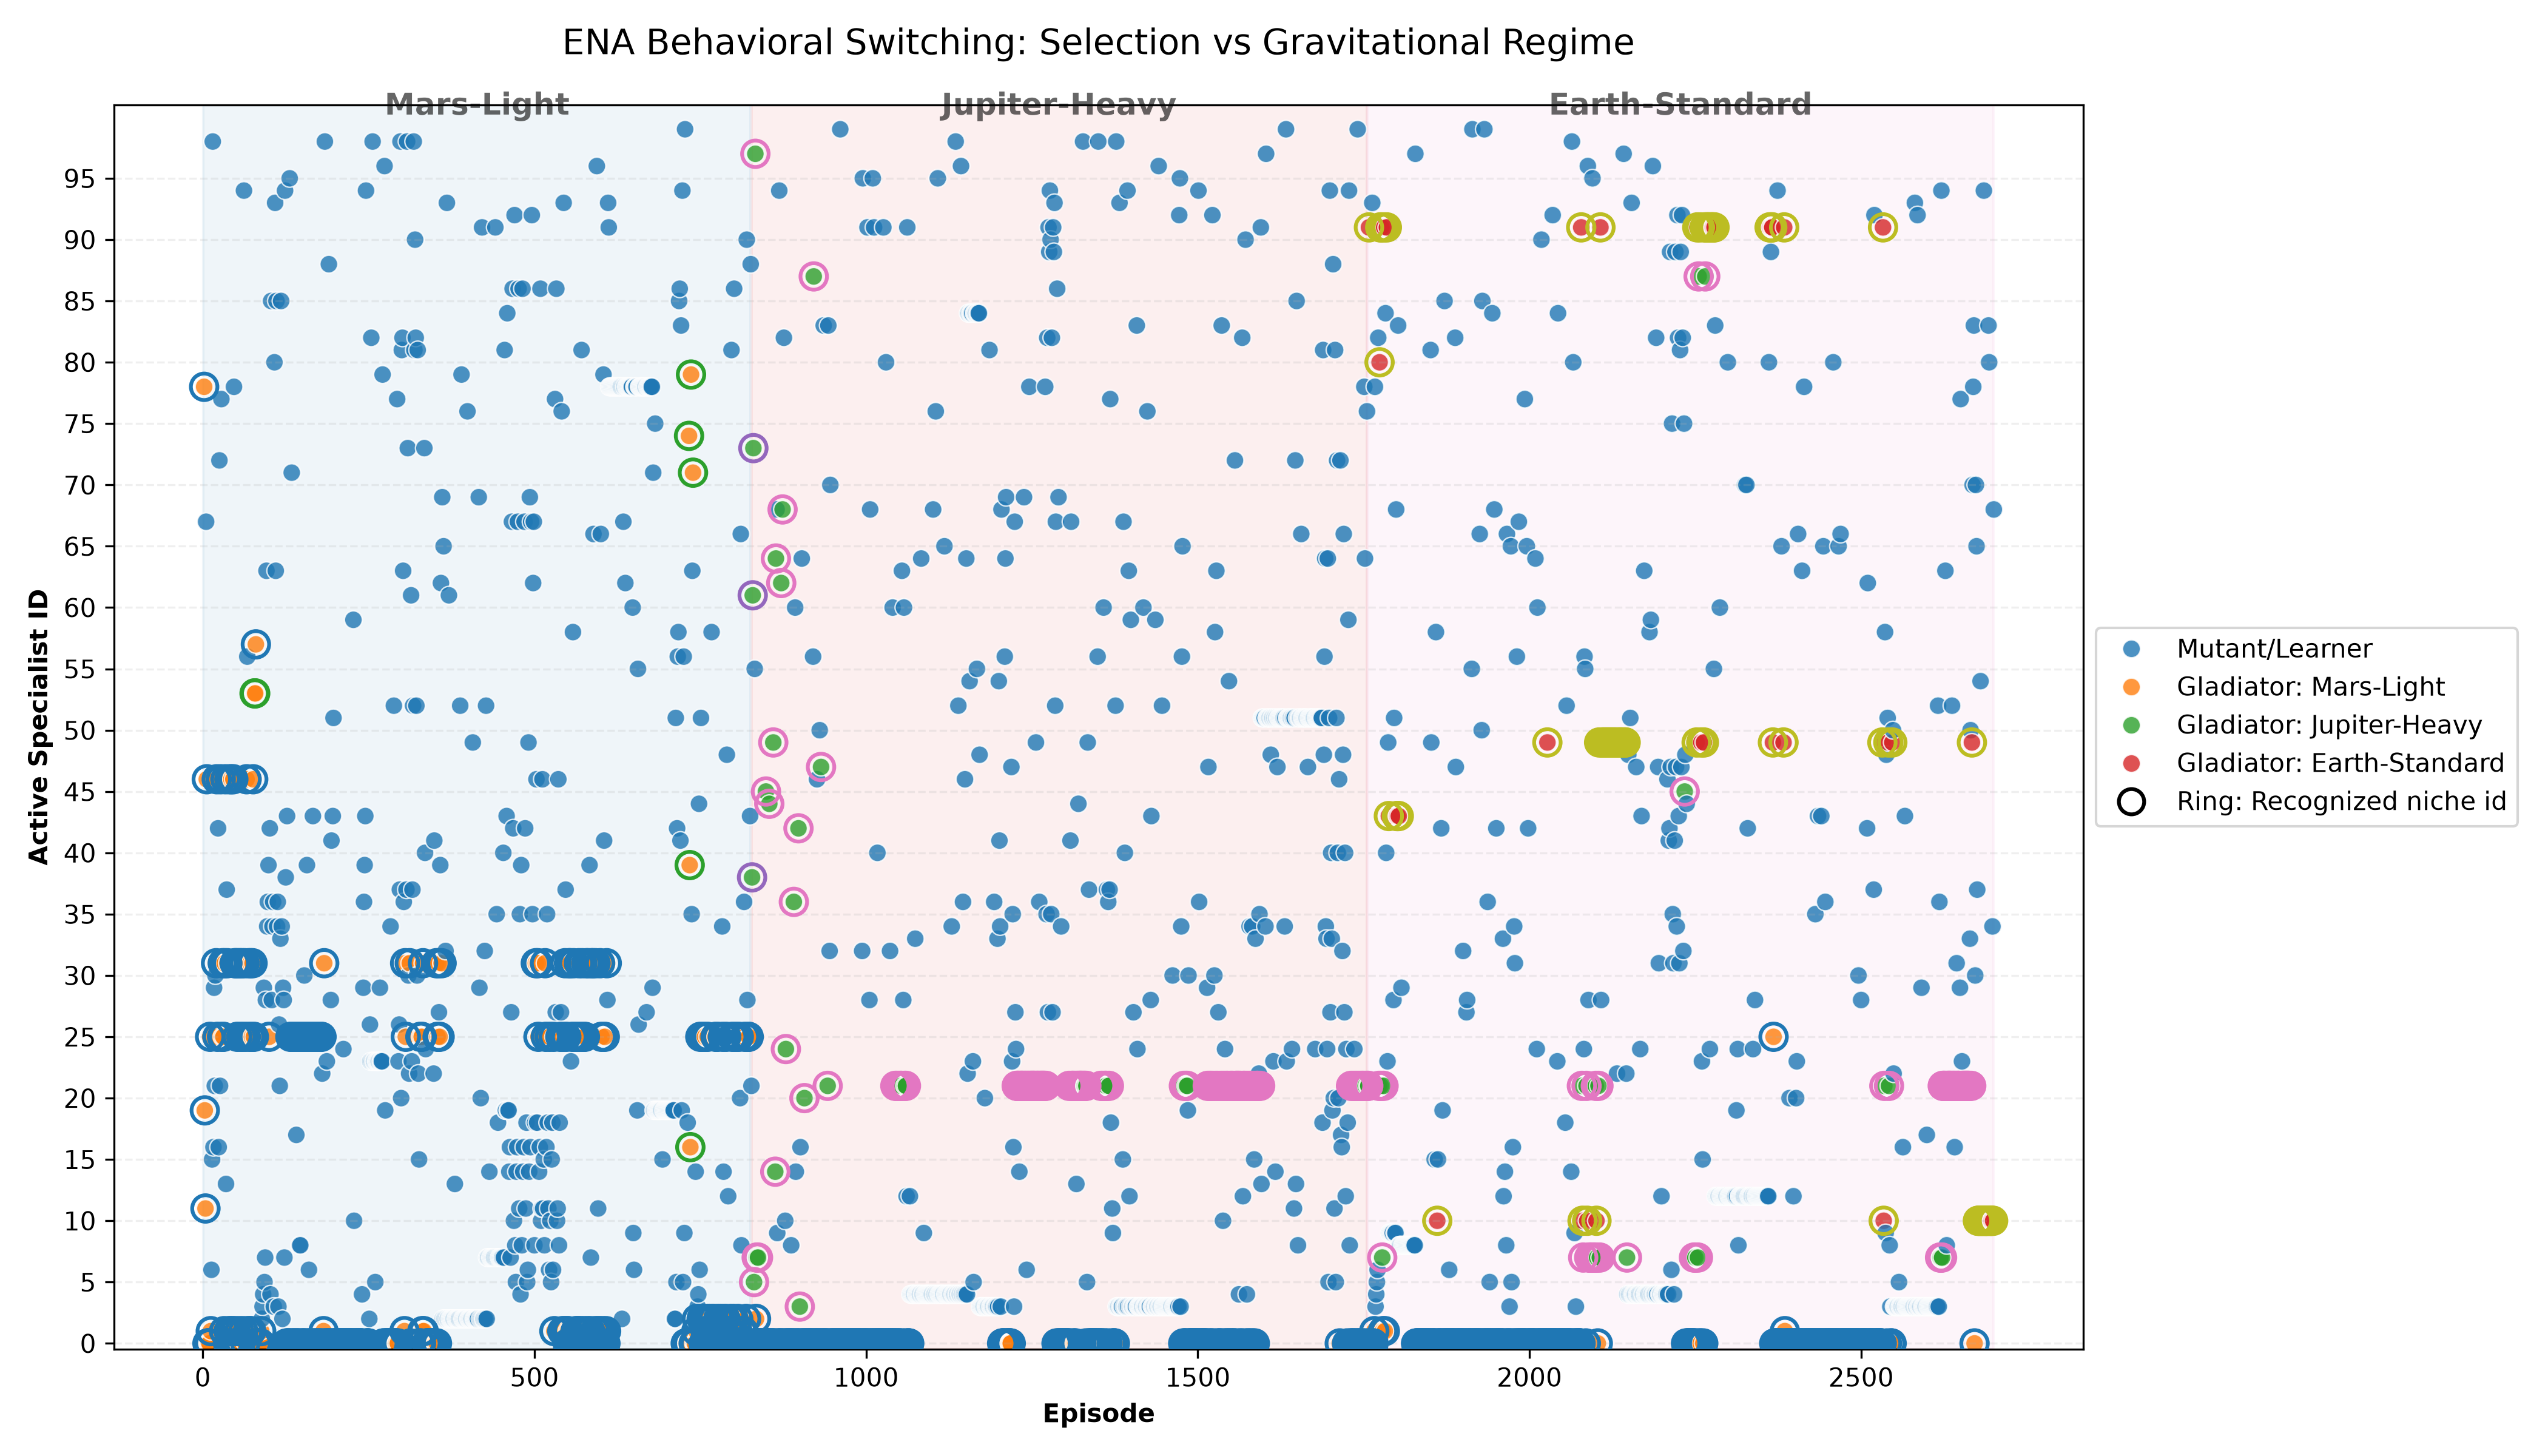 ENA Behavioral Switching: Selection vs Gravitational Regime
Mars-Light Jupiter-Heavy Earth-Standard
95
90
85
80
75
70
65
60
55
50
45
40
35
30
25
20
15
10
5
0
Active Specialist ID
0 500 1000 1500 2000 2500
Episode
Mutant/Learner
Gladiator: Mars-Light
Gladiator: Jupiter-Heavy
Gladiator: Earth-Standard
Ring: Recognized niche id